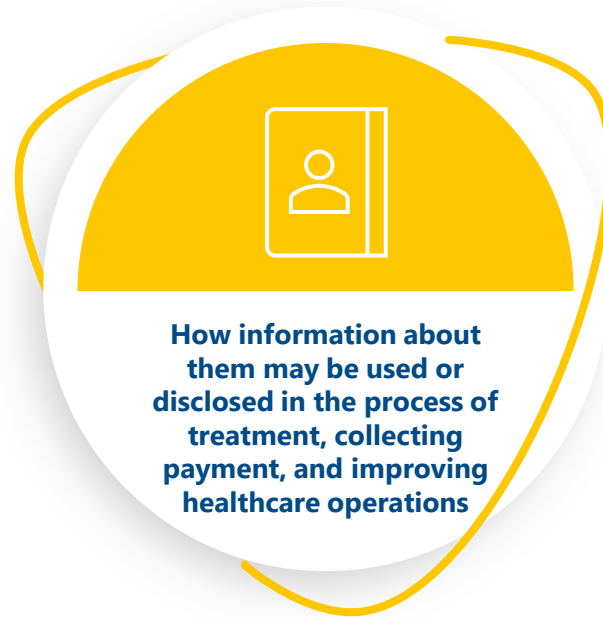 How information about
them may be used or
disclosed in the process of
treatment, collecting
payment, and improving
healthcare operations